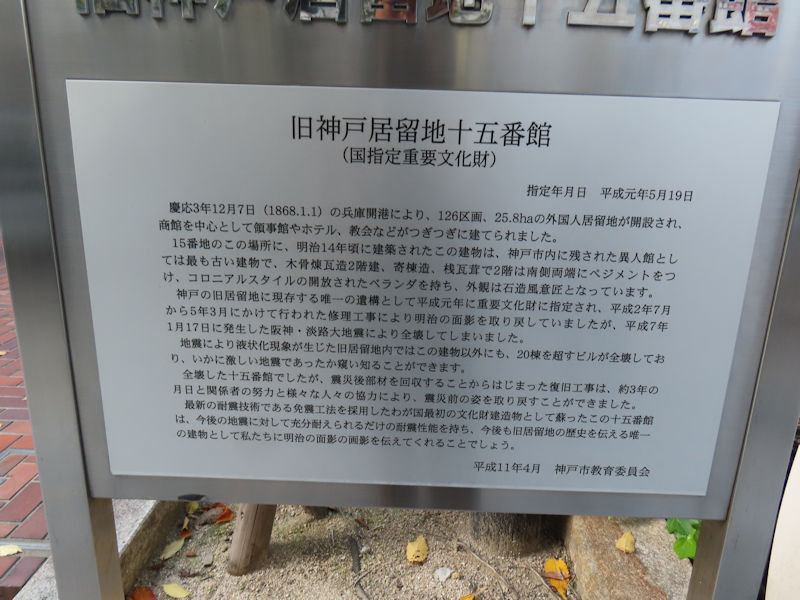 旧神戸居留地十五番館
旧神戸居留地十五番館
(国指定重要文化財)
指定年月日　平成元年5月19日
慶応3年12月7日（1868.1.1）の兵庫開港により、126区画、25.8haの外国人居留地が開設され、
商館を中心として領事館やホテル、教会などがつぎつぎに建てられました。
15番地のこの場所に、明治14年頃に建築されたこの建物は、神戸市内に残された異人館とし
ては最も古い建物で、木骨煉瓦造2階建、寄棟造、桟瓦葺で2階は南側両端にペジメントをつ
け、コロニアルスタイルの開放されたベランダを持ち、外観は石造風意匠となっています。
神戸の旧居留地に現存する唯一の遺構として平成元年に重要文化財に指定され、平成2年7月
から5年3月にかけて行われた修理工事により明治の面影を取り戻していましたが、平成7年
1月17日に発生した阪神・淡路大地震により全壊してしまいました。
地震により液状化現象が生じた旧居留地内ではこの建物以外にも、20棟を超すビルが全壊してお
り、いかに激しい地震であったか窺い知ることができます。
全壊した十五番館でしたが、震災後部材を回収することからはじまった復旧工事は、約3年の
月日と関係者の努力と様々な人々の協力により、震災前の姿を取り戻すことができました。
最新の耐震技術である免震工法を採用したわが国最初の文化財建造物として蘇ったこの十五番館
は、今後の地震に対して充分耐えられるだけの耐震性能を持ち、今後も旧居留地の歴史を伝える唯一
の建物として私たちに明治の面影の画影を伝えてくれることでしょう。
平成11年4月　神戸市教育委員会